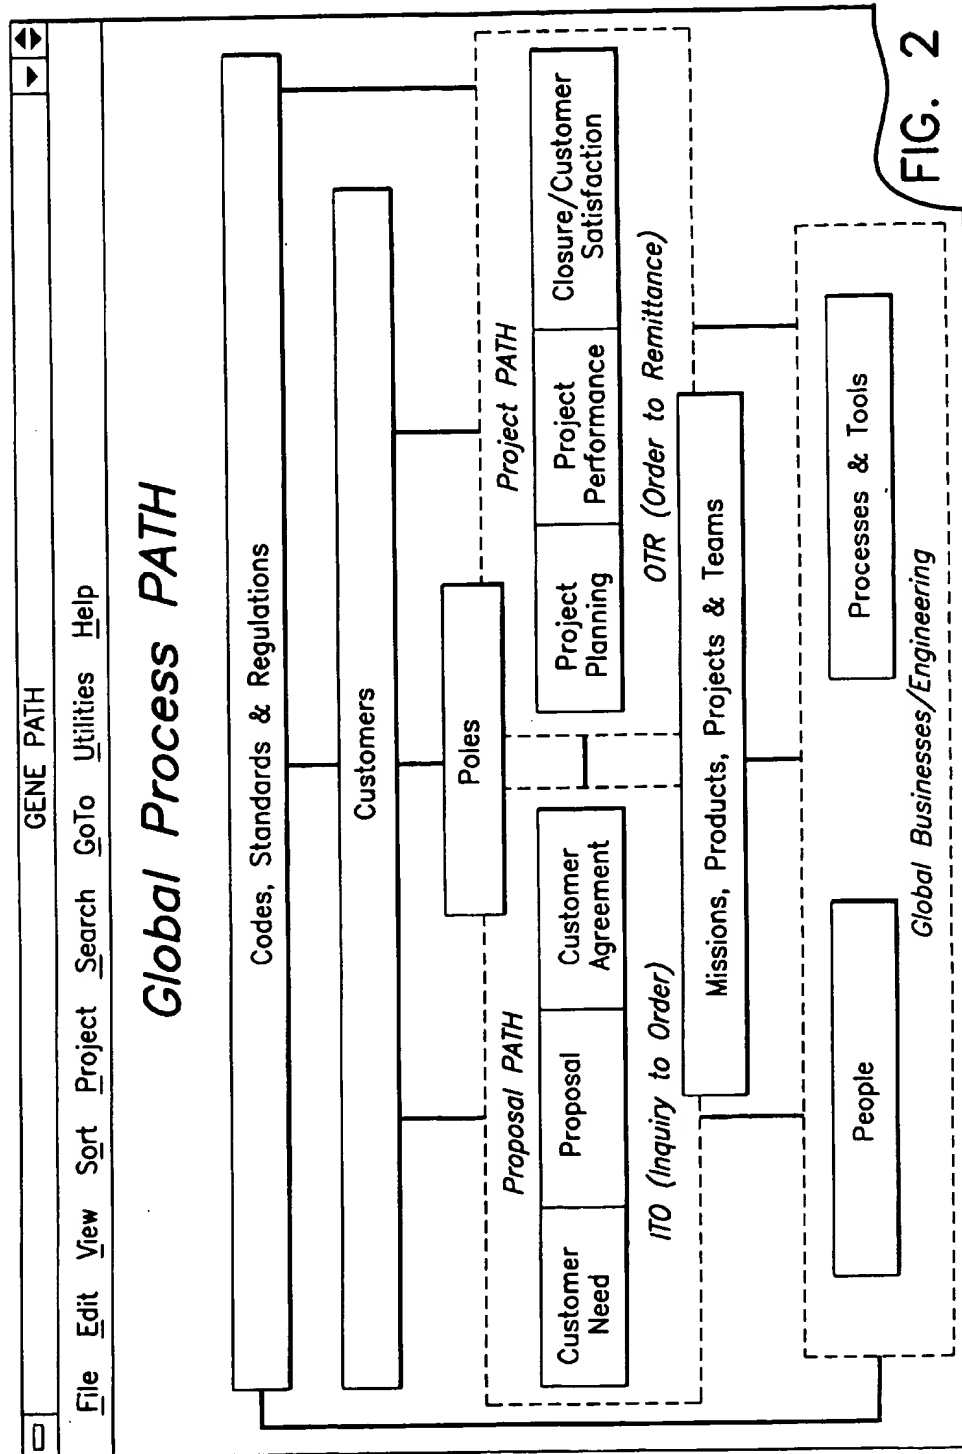 GENE PATH
File Edit View Sort Project Search GoTo Utilities Help
Global Process PATH
Codes, Standards & Regulations
Customers
Poles
Proposal PATH
Customer
Need
Proposal
Customer
Agreement
ITO (Inquiry to Order)
Project PATH
Project
Planning
Project
Performance
Closure/Customer
Satisfaction
OTR (Order to Remittance)
Missions, Products, Projects & Teams
People
Processes & Tools
Global Businesses/Engineering
FIG. 2